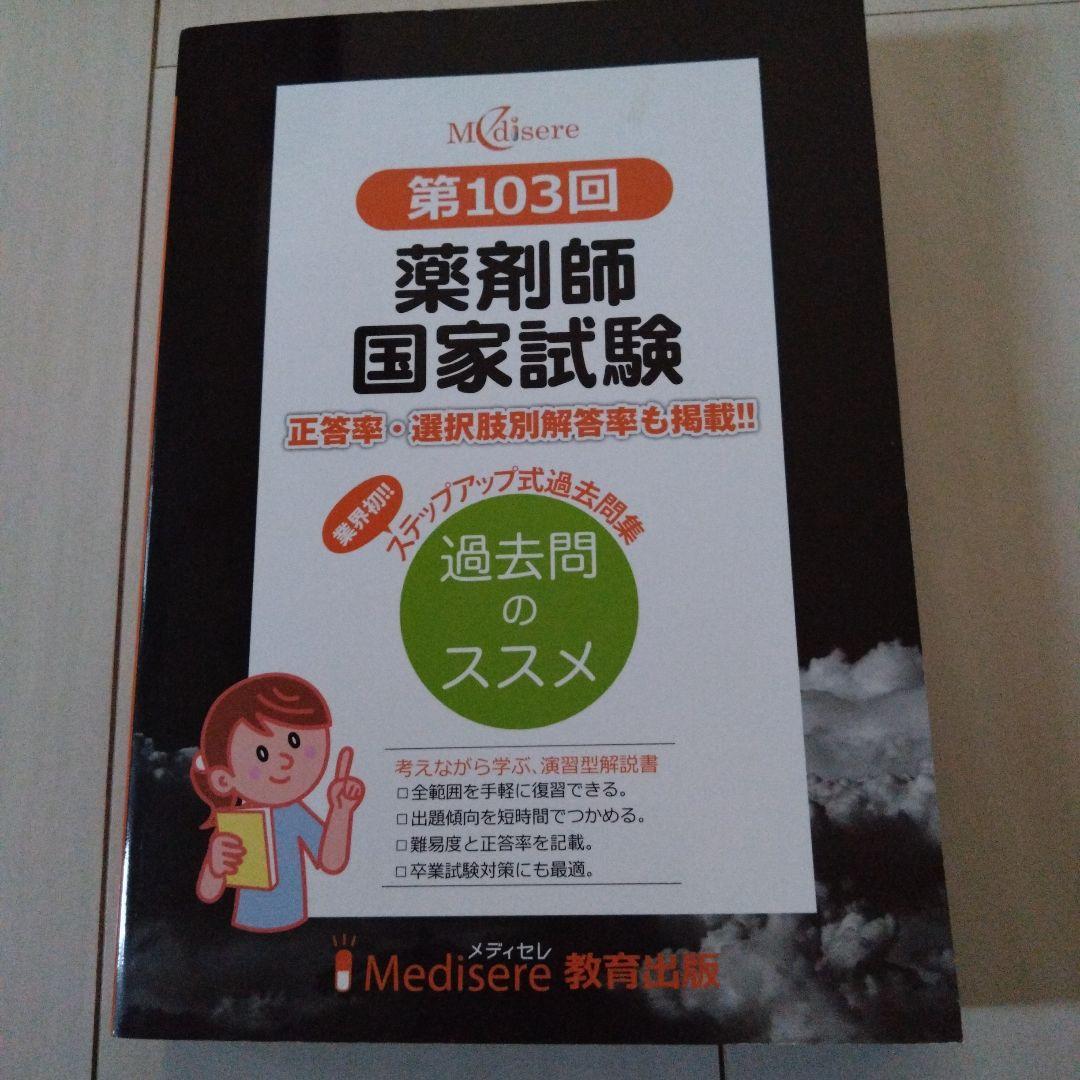 Medisere
第103回
薬剤師
国家試験
正答率・選択肢別解答率も掲載!!
業界初!!
ステップアップ式過去問集
過去問
の
ススメ
考えながら学ぶ、演習型解説書
□全範囲を手軽に復習できる。
□出題傾向を短時間でつかめる。
□難易度と正答率を記載。
□卒業試験対策にも最適。
メディセレ
Medisere 教育出版